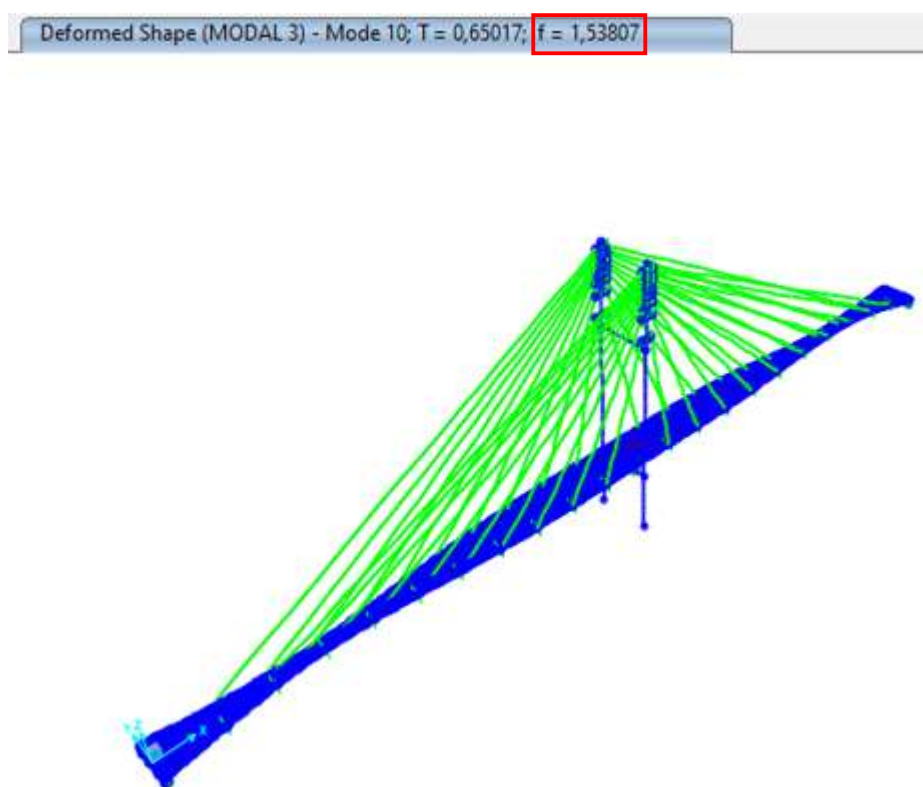 Deformed Shape (MODAL 3) - Mode 10; T = 0,65017; f = 1,53807
Z
Y
X